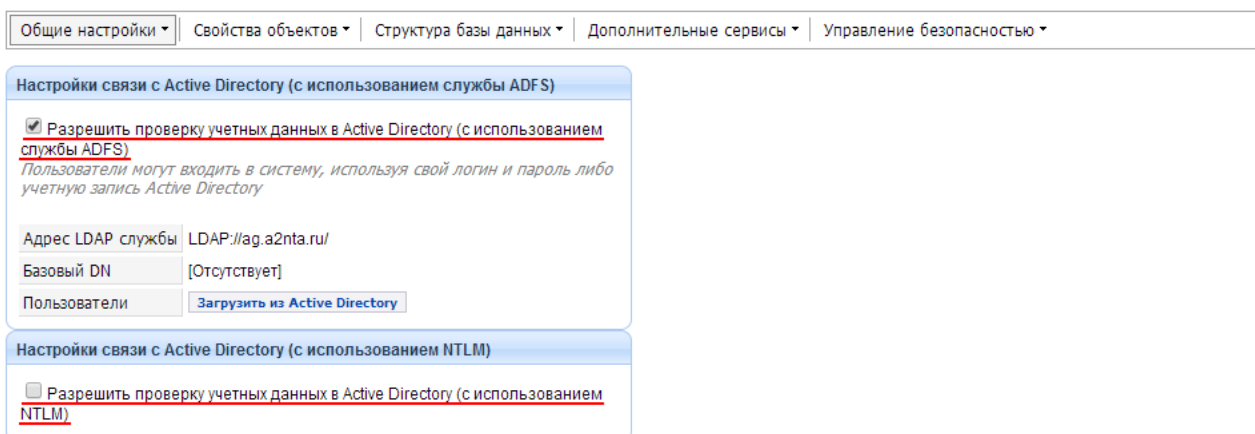 Общие настройки Свойства объектов Структура базы данных Дополнительные сервисы Управление безопасностью
Настройки связи с Active Directory (с использованием службы ADFS)
Разрешить проверку учетных данных в Active Directory (с использованием
службы ADFS)
Пользователи могут входить в систему, используя свой логин и пароль либо
учетную запись Active Directory
Адрес LDAP службы LDAP://ag.a2nta.ru/
Базовый DN [Отсутствует]
Пользователи Загрузить из Active Directory
Настройки связи с Active Directory (с использованием NTLM)
Разрешить проверку учетных данных в Active Directory (с использованием
NTLM)